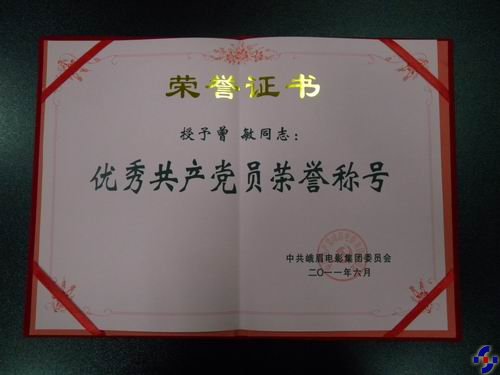 荣誉证书
授予曾 敏同志：
优秀共产党员荣誉称号
中共峨眉电影集团委员会
二〇一一年六月